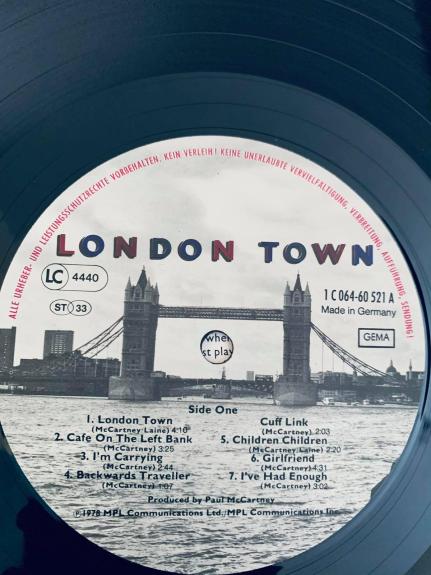 ALLE URHEBER- UND LEISTUNGSSCHUTZRECHTE VORBEHALTEN. KEIN VERLEIH! KEINE UNERLAUBTE VERVIELFÄLTIGUNG, VERBREITUNG, AUFFÜHRUNG, SENDUNG!
LONDON TOWN
LC 4440
ST 33
1 C 064-60 521 A
Made in Germany
GEMA
st play
Side One
1. London Town
(McCartney Laine) 4:10
2. Cafe On The Left Bank
(McCartney) 3:25
3. I'm Carrying
(McCartney) 2:44
4. Backwards Traveller
(McCartney) 1:07
Cuff Link
(McCartney) 2:03
5. Children Children
(McCartney Laine) 2:20
6. Girlfriend
(McCartney) 4:31
7. I've Had Enough
(McCartney) 3:02
Produced by Paul McCartney
℗ 1978 MPL Communications Ltd./MPL Communications Inc.